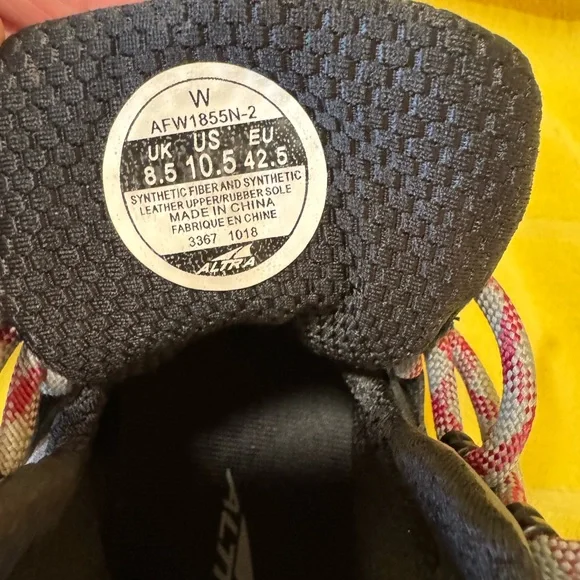 W
AFW1855N-2
UK US EU
8.5 10.5 42.5
SYNTHETIC FIBER AND SYNTHETIC
LEATHER UPPER/RUBBER SOLE
MADE IN CHINA
FABRIQUE EN CHINE
3367 1018
ALTRA
ALTRA